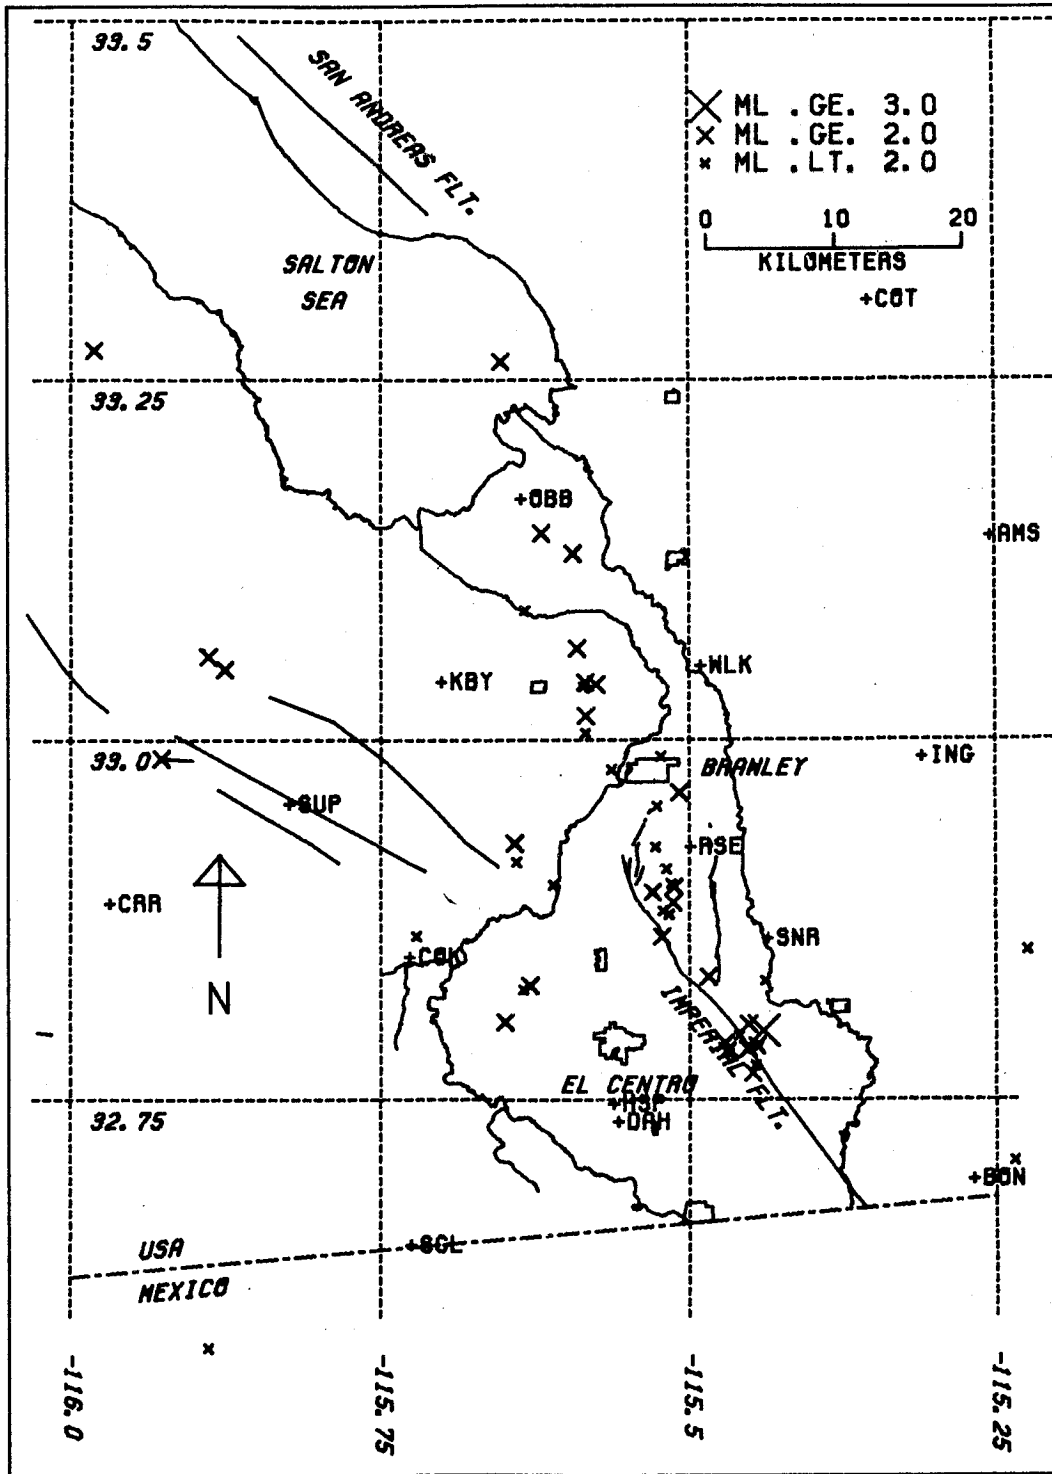 33.5
SAN ANDREAS FLT.
ML .GE. 3.0
ML .GE. 2.0
ML .LT. 2.0
0 10 20
KILOMETERS
SALTON
SEA
+COT
33.25
+OBB
+AMS
+WLK
+KBY
33.0
BRAWLEY
+ING
+SUP
+RSE
+CRR
+SNR
N
IMPERIAL FLT.
EL CENTRO
32.75
+DAH
+BON
+SGL
USA
MEXICO
-116.0
-115.75
-115.5
-115.25